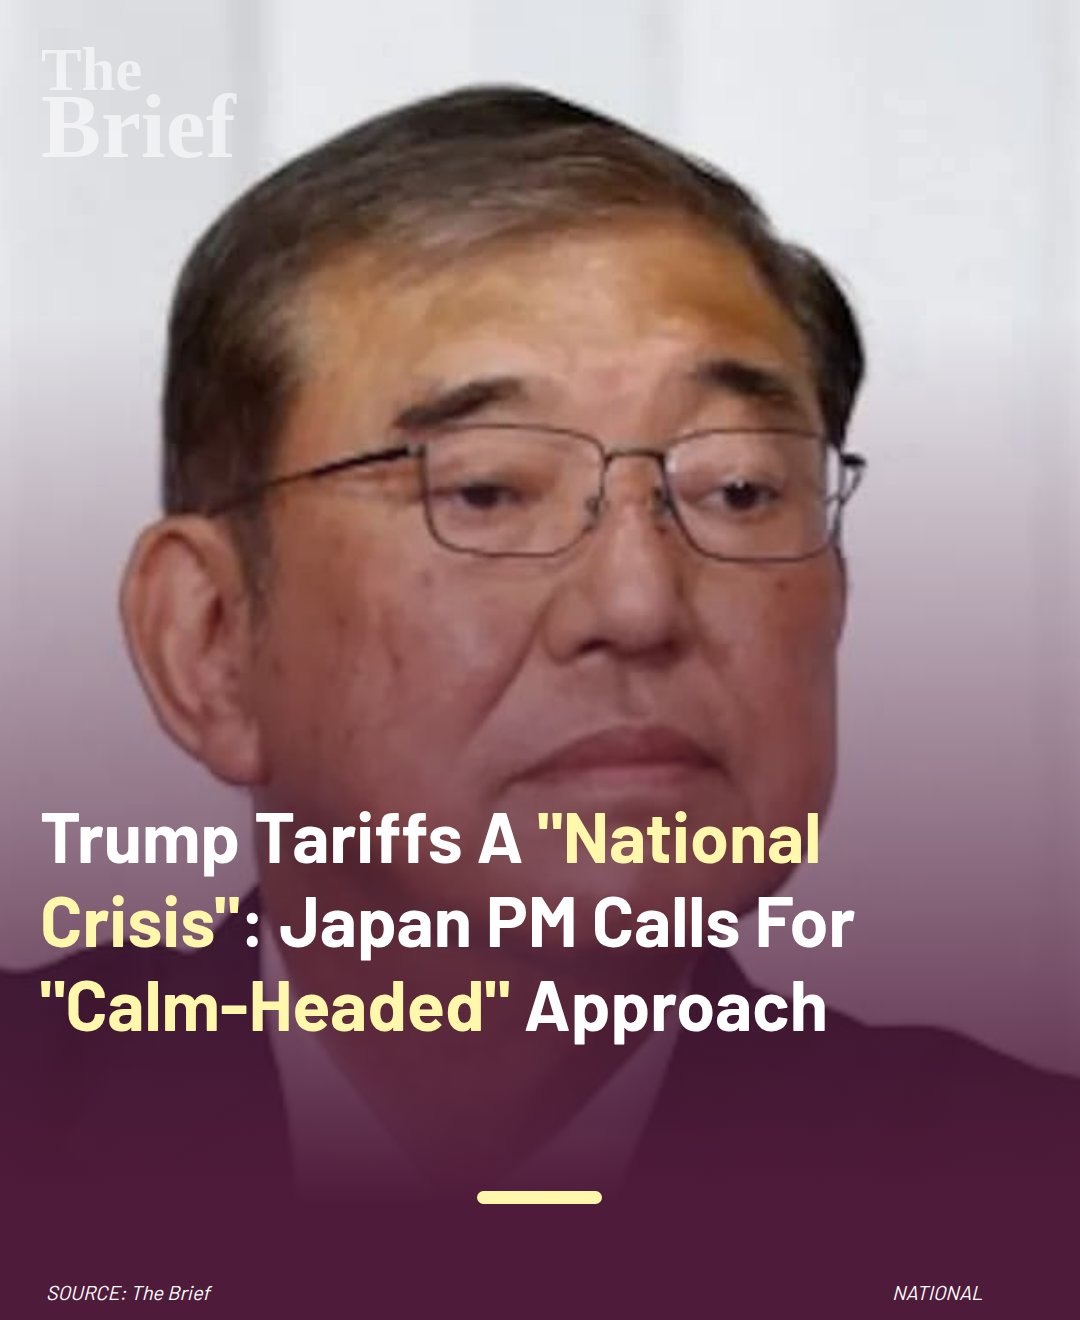 The
Brief
Trump Tariffs A "National
Crisis": Japan PM Calls For
"Calm-Headed" Approach
SOURCE: The Brief
NATIONAL